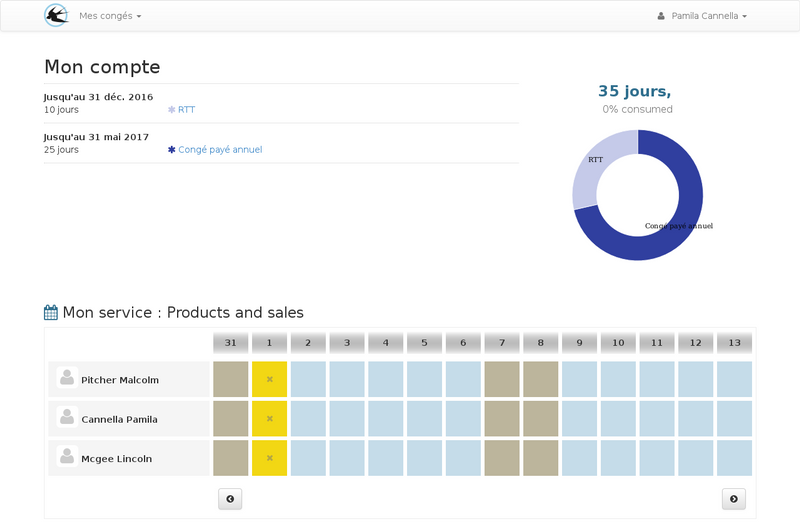 Mes congés
Pamila Cannella
Mon compte
Jusqu'au 31 déc. 2016
10 jours RTT
Jusqu'au 31 mai 2017
25 jours Congé payé annuel
35 jours,
0% consumed
RTT
Congé payé annuel
Mon service : Products and sales
31 1 2 3 4 5 6 7 8 9 10 11 12 13
Pitcher Malcolm
Cannella Pamila
Mcgee Lincoln